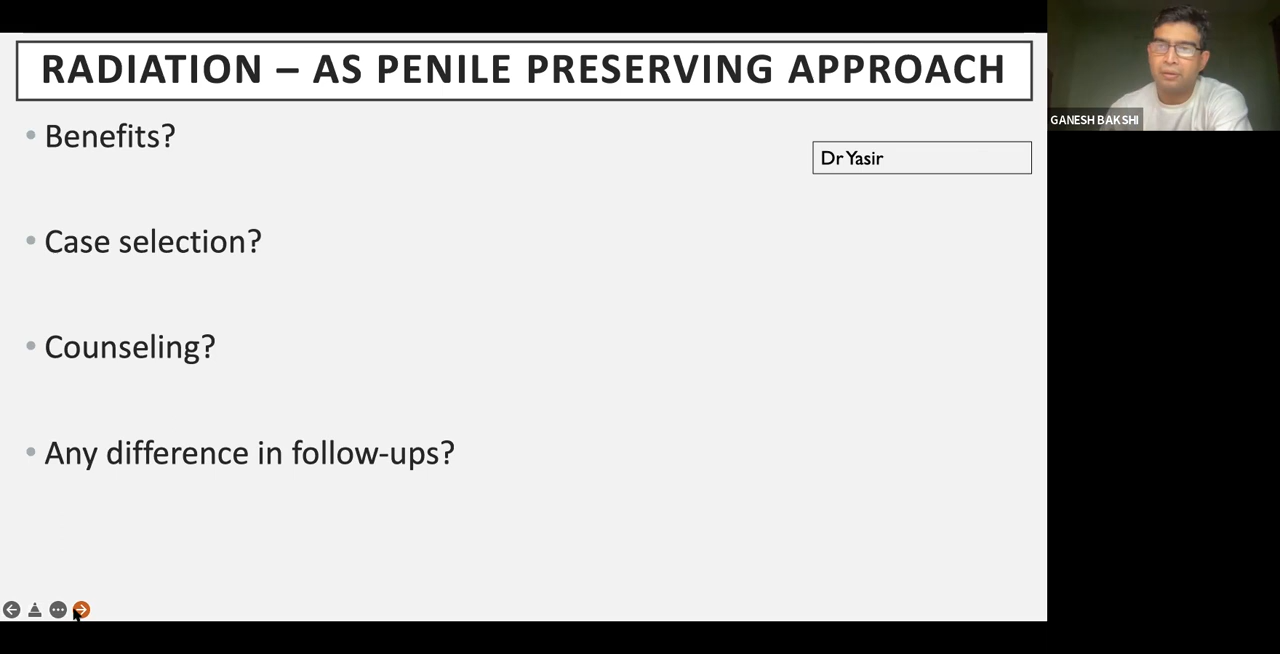 RADIATION – AS PENILE PRESERVING APPROACH
• Benefits?
Dr Yasir
• Case selection?
• Counseling?
• Any difference in follow-ups?
GANESH BAKSHI